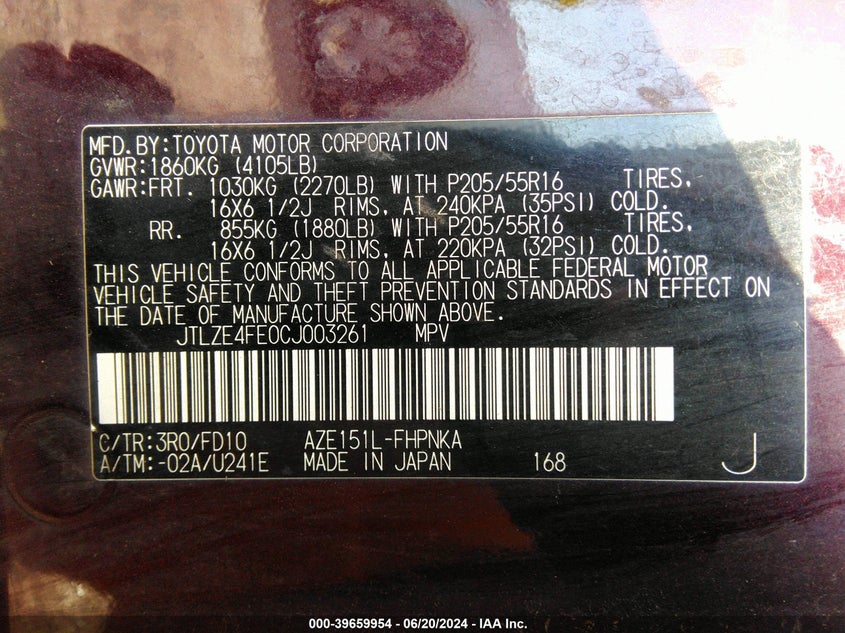 MFD.BY:TOYOTA MOTOR CORPORATION
GVWR:1860KG (4105LB)
GAWR:FRT. 1030KG (2270LB) WITH P205/55R16 TIRES,
16X6 1/2J RIMS, AT 240KPA (35PSI) COLD.
RR. 855KG (1880LB) WITH P205/55R16 TIRES,
16X6 1/2J RIMS, AT 220KPA (32PSI) COLD.
THIS VEHICLE CONFORMS TO ALL APPLICABLE FEDERAL MOTOR
VEHICLE SAFETY AND THEFT PREVENTION STANDARDS IN EFFECT ON
THE DATE OF MANUFACTURE SHOWN ABOVE.
JTLZE4FE0CJ003261 MPV
C/TR:3R0/FD10 AZE151L-FHPNKA
A/TM:-02A/U241E MADE IN JAPAN 168 J
000-39659954 - 06/20/2024 - IAA Inc.